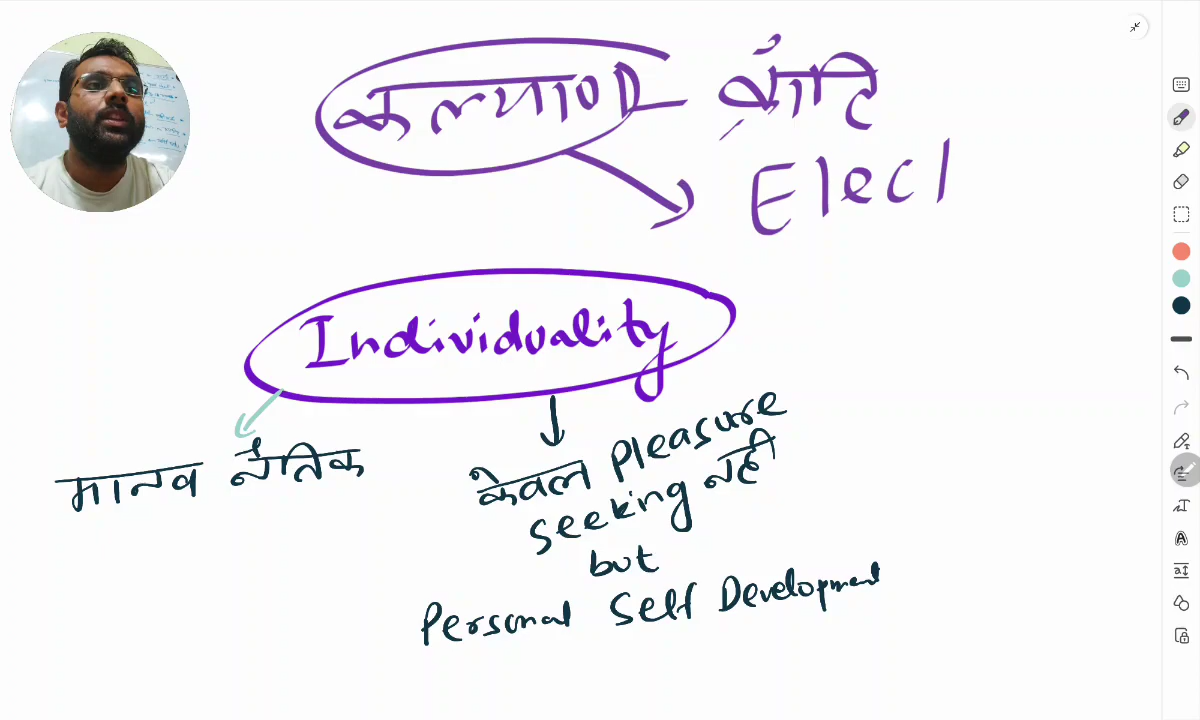 कल्याण बाँटे
Elec
Individuality
मानव नैतिक
केवल Pleasure
seeking नही
but
Personal Self Development